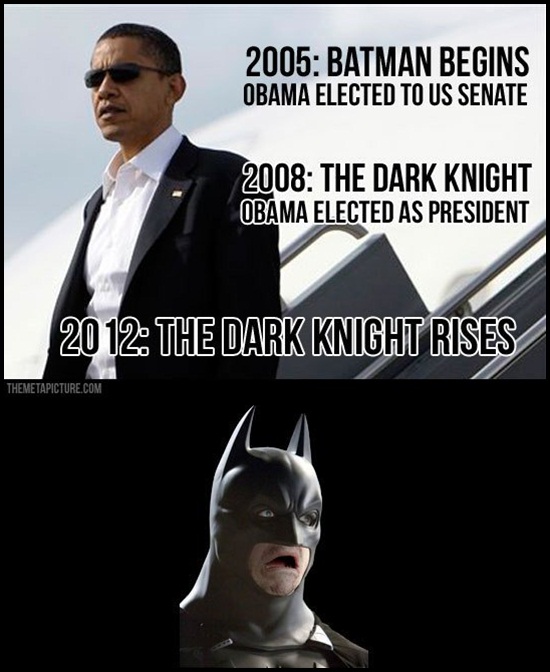 2005: BATMAN BEGINS
OBAMA ELECTED TO US SENATE
2008: THE DARK KNIGHT
OBAMA ELECTED AS PRESIDENT
2012: THE DARK KNIGHT RISES
THEMETAPICTURE.COM